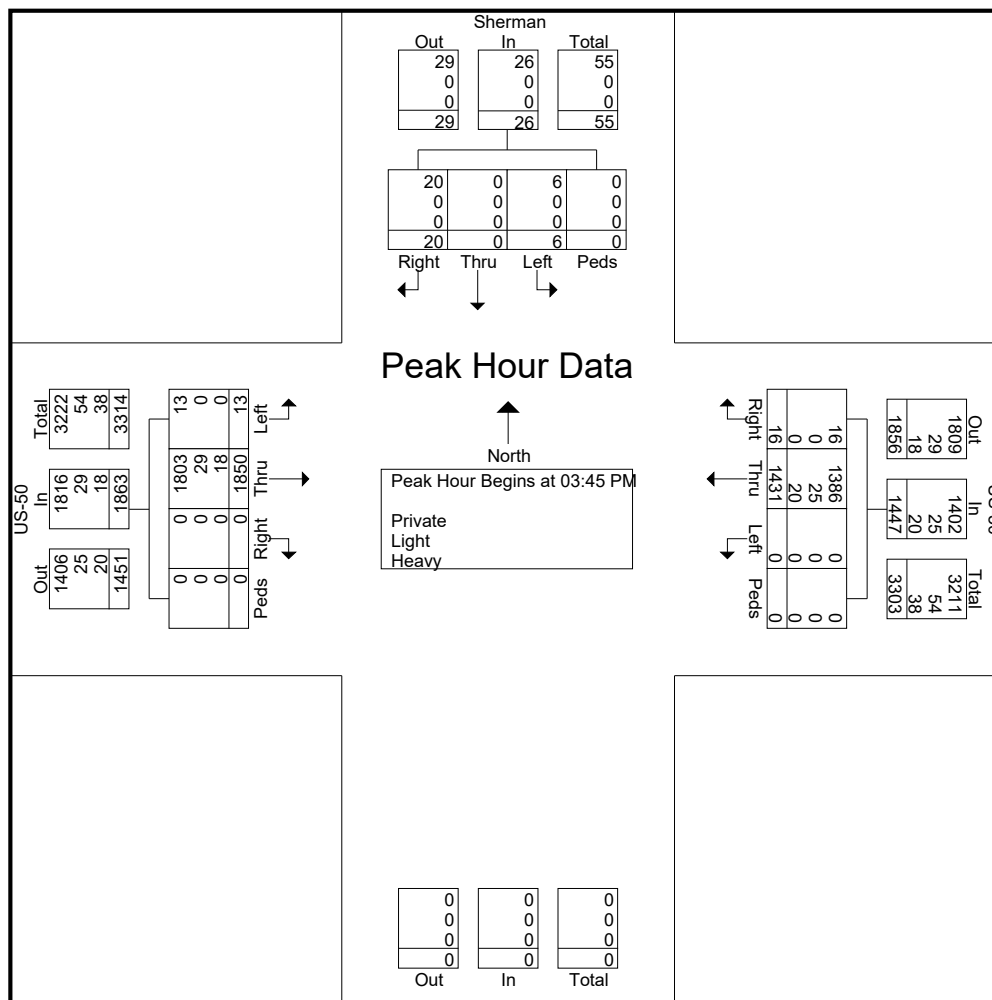 Sherman
Out In Total
29 26 55
0 0 0
0 0 0
29 26 55
20 0 6 0
0 0 0 0
0 0 0 0
20 0 6 0
Right Thru Left Peds
Peak Hour Data
North
Peak Hour Begins at 03:45 PM
Private
Light
Heavy
US-50
Out In Total
1406 1816 3222
25 29 54
20 18 38
1451 1863 3314
Peds Right Thru Left
0 0 1803 13
0 0 29 0
0 0 18 0
0 0 1850 13
Right Thru Left Peds
16 1386 0 0
0 25 0 0
0 20 0 0
16 1431 0 0
Out In Total
1809 1402 3211
29 25 54
18 20 38
1856 1447 3303
0 0 0
0 0 0
0 0 0
0 0 0
Out In Total